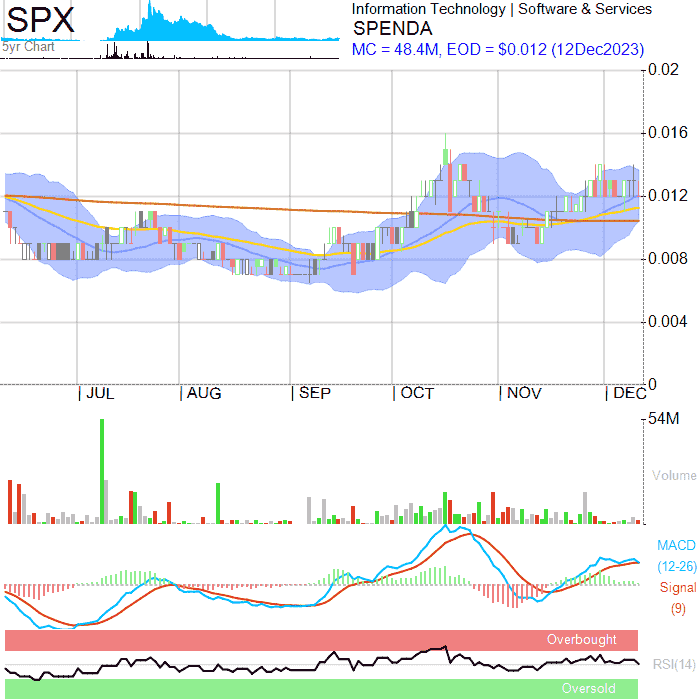 SPX
5yr Chart
Information Technology | Software & Services
SPENDA
MC = 48.4M, EOD = $0.012 (12Dec2023)
0.02
0.016
0.012
0.008
0.004
0
| JUL | AUG | SEP | OCT | NOV | DEC
54M
Volume
MACD
(12-26)
Signal
(9)
Overbought
RSI(14)
Oversold